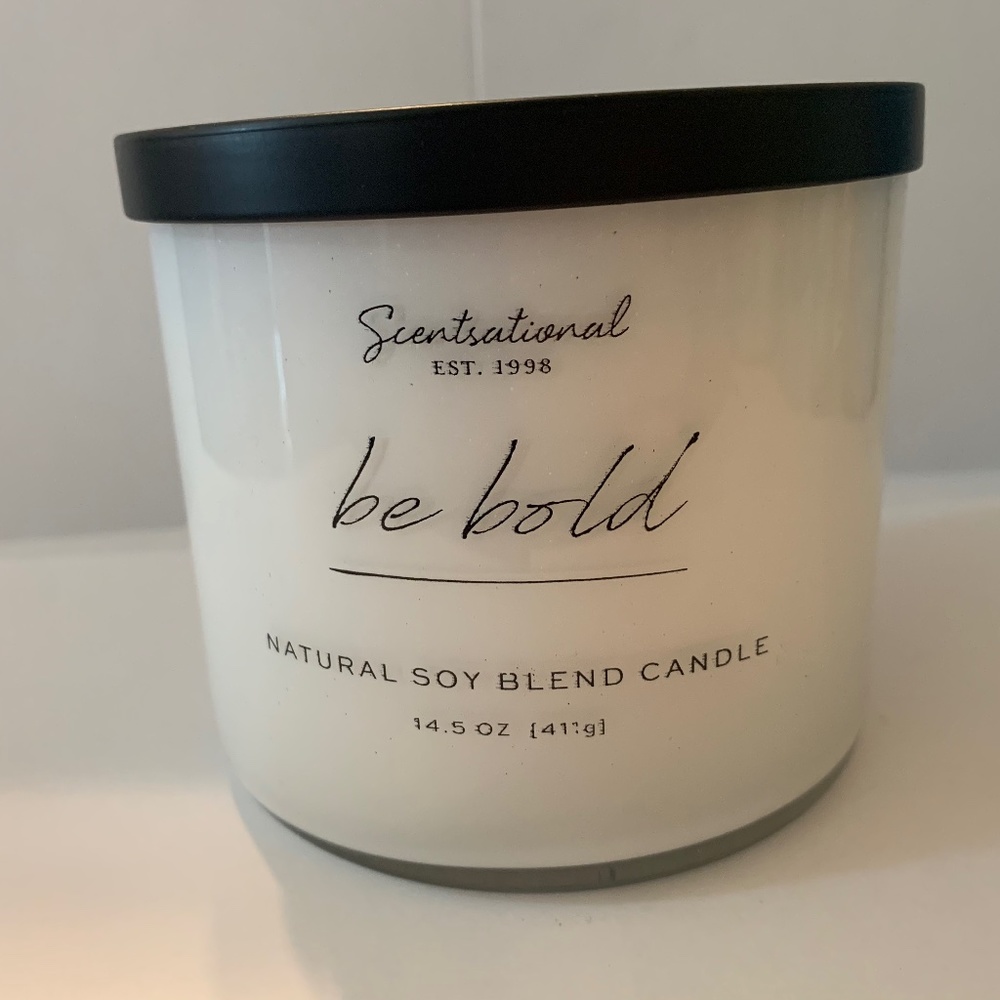 Scentsational
EST. 1998
be bold
NATURAL SOY BLEND CANDLE
14.5 OZ [411g]